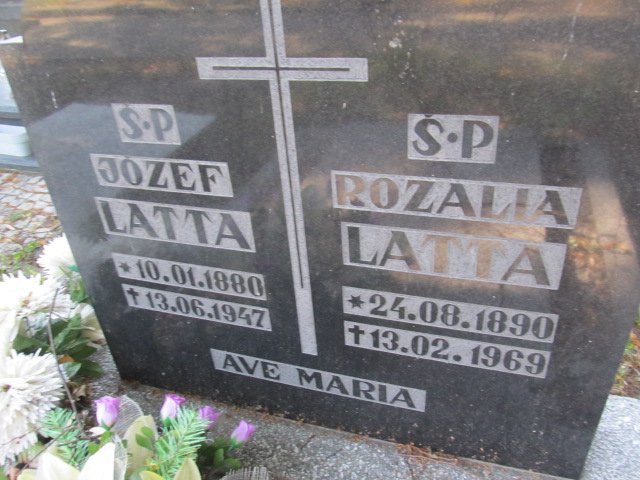 Ś.P
JÓZEF
LATTA
*10.01.1880
†13.06.1947
Ś.P
ROZALIA
LATTA
*24.08.1890
†13.02.1969
AVE MARIA